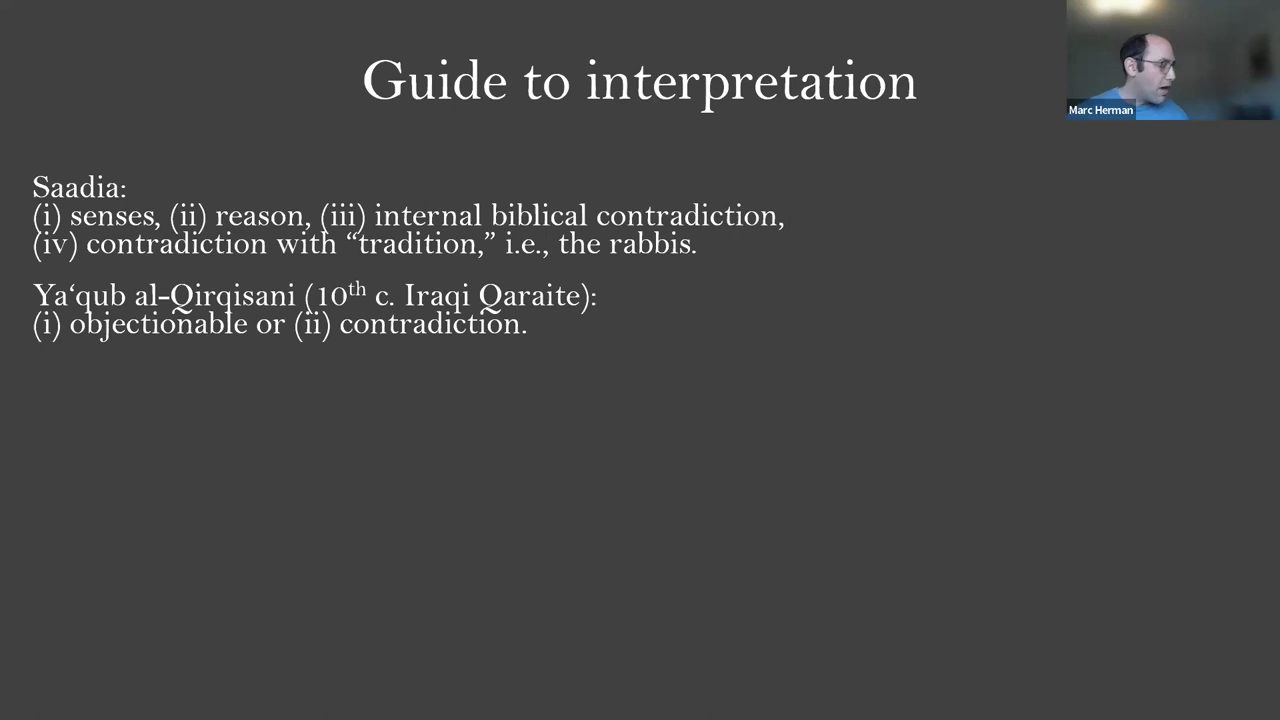 Guide to interpretation
Marc Herman
Saadia:
(i) senses, (ii) reason, (iii) internal biblical contradiction,
(iv) contradiction with “tradition,” i.e., the rabbis.
Ya‘qub al-Qirqisani (10th c. Iraqi Qaraite):
(i) objectionable or (ii) contradiction.